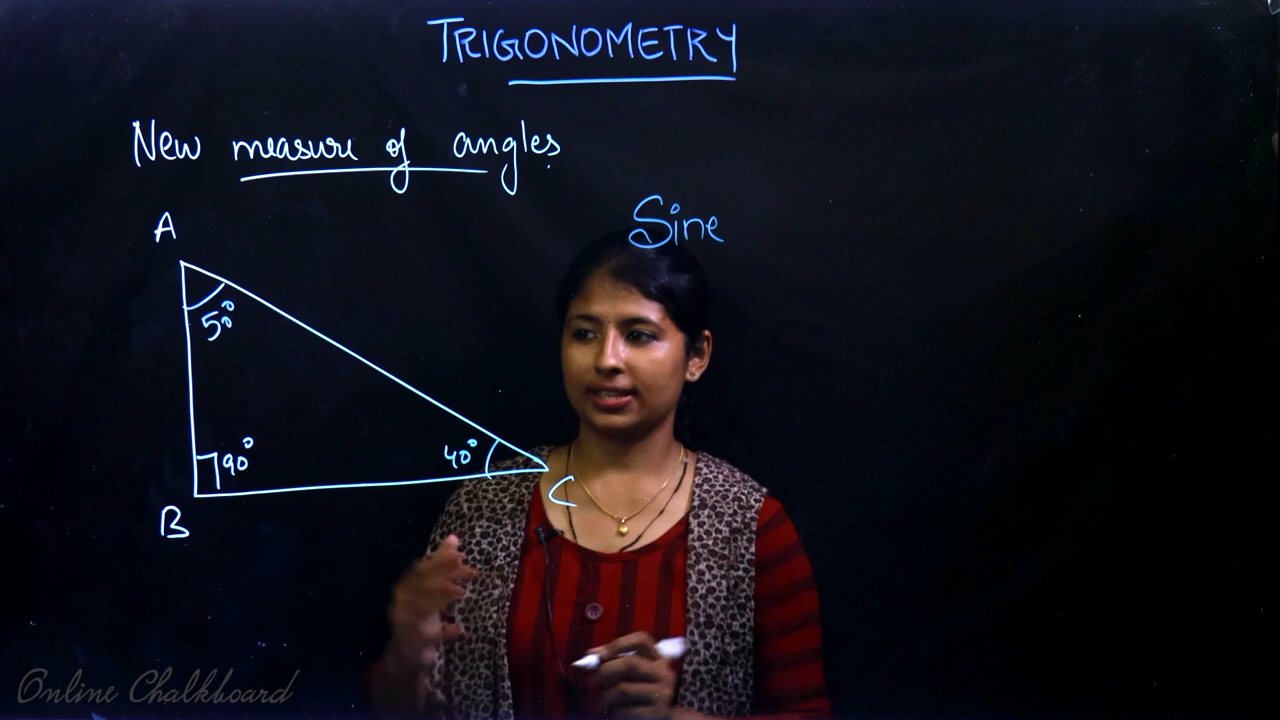 TRIGONOMETRY
New measure of angles
Sine
A
50°
90°
40°
B
C
Online Chalkboard